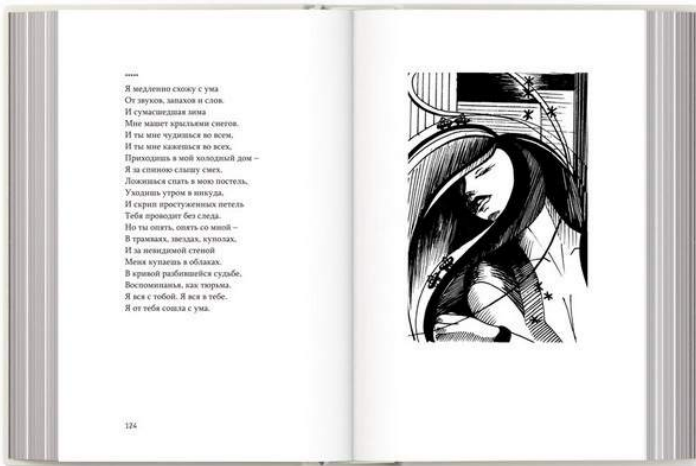 *****
Я медленно схожу с ума
От звуков, запахов и слов.
И сумасшедшая зима
Мне машет крыльями снегов.
И ты мне чудишься во всем,
И ты мне кажешься во всех,
Приходишь в мой холодный дом –
Я за спиною слышу смех.
Ложишься спать в мою постель,
Уходишь утром в никуда,
И скрип простуженных петель
Тебя проводит без следа.
Но ты опять, опять со мной –
В трамваях, звездах, куполах,
И за невидимой стеной
Меня купаешь в облаках.
В кривой разбившейся судьбе,
Воспоминанья, как тюрьма.
Я вся с тобой. Я вся в тебе.
Я от тебя сошла с ума.
124